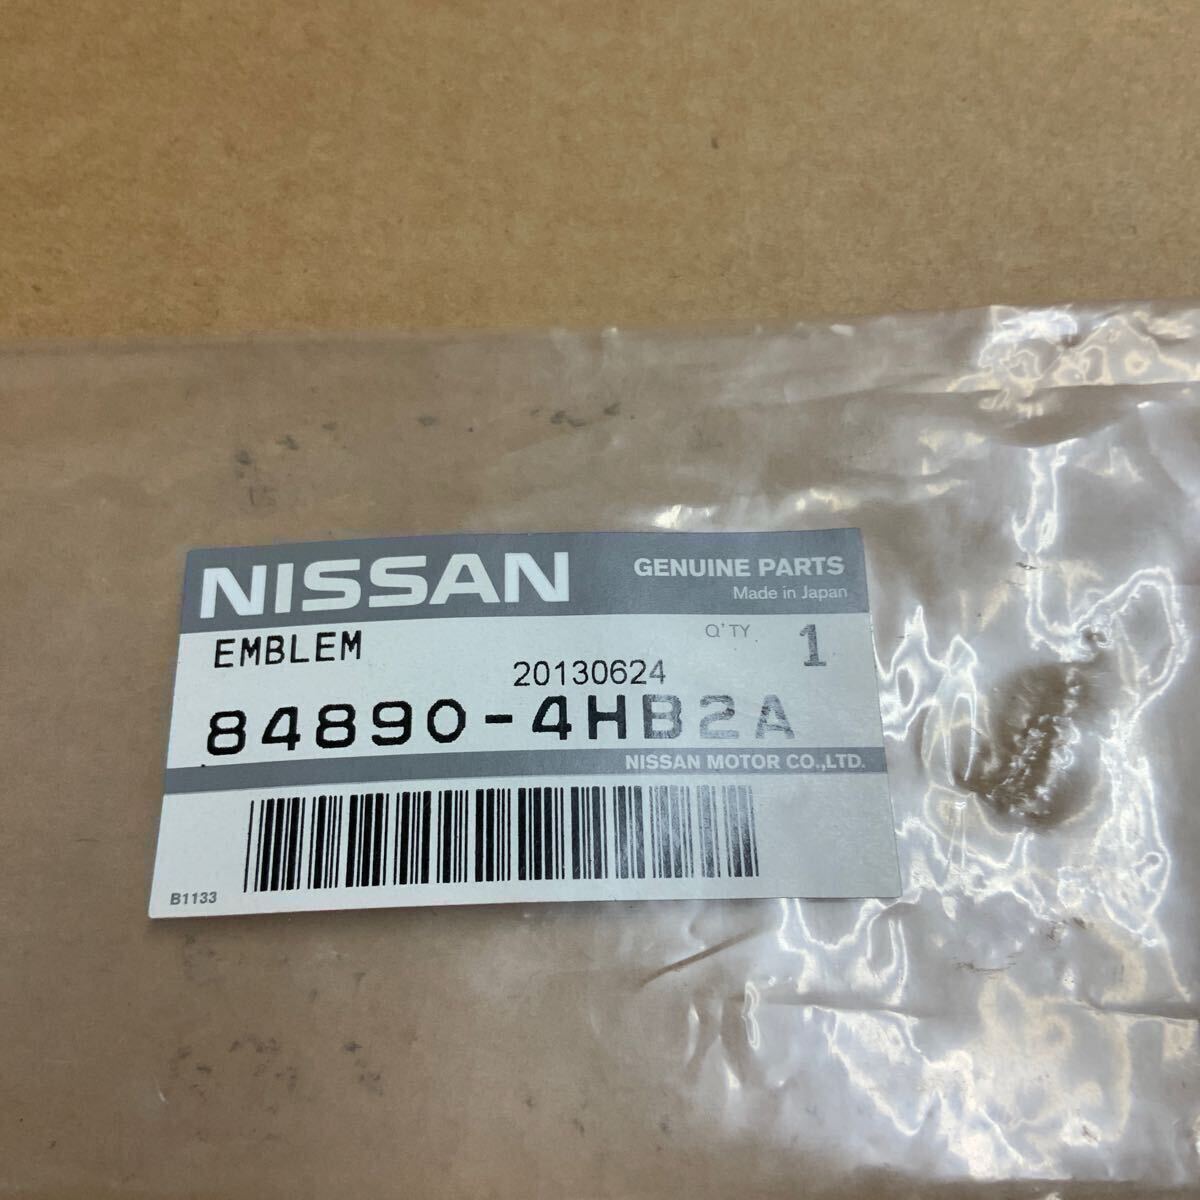 NISSAN
GENUINE PARTS
Made in Japan
EMBLEM
Q'TY 1
20130624
84890-4HB2A
NISSAN MOTOR CO.,LTD.
B1133